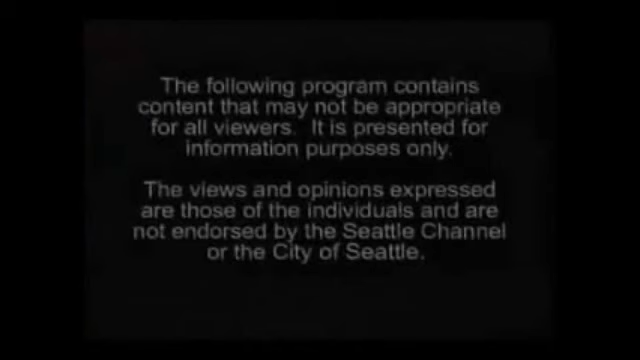 The following program contains
content that may not be appropriate
for all viewers. It is presented for
information purposes only.
The views and opinions expressed
are those of the individuals and are
not endorsed by the Seattle Channel
or the City of Seattle.